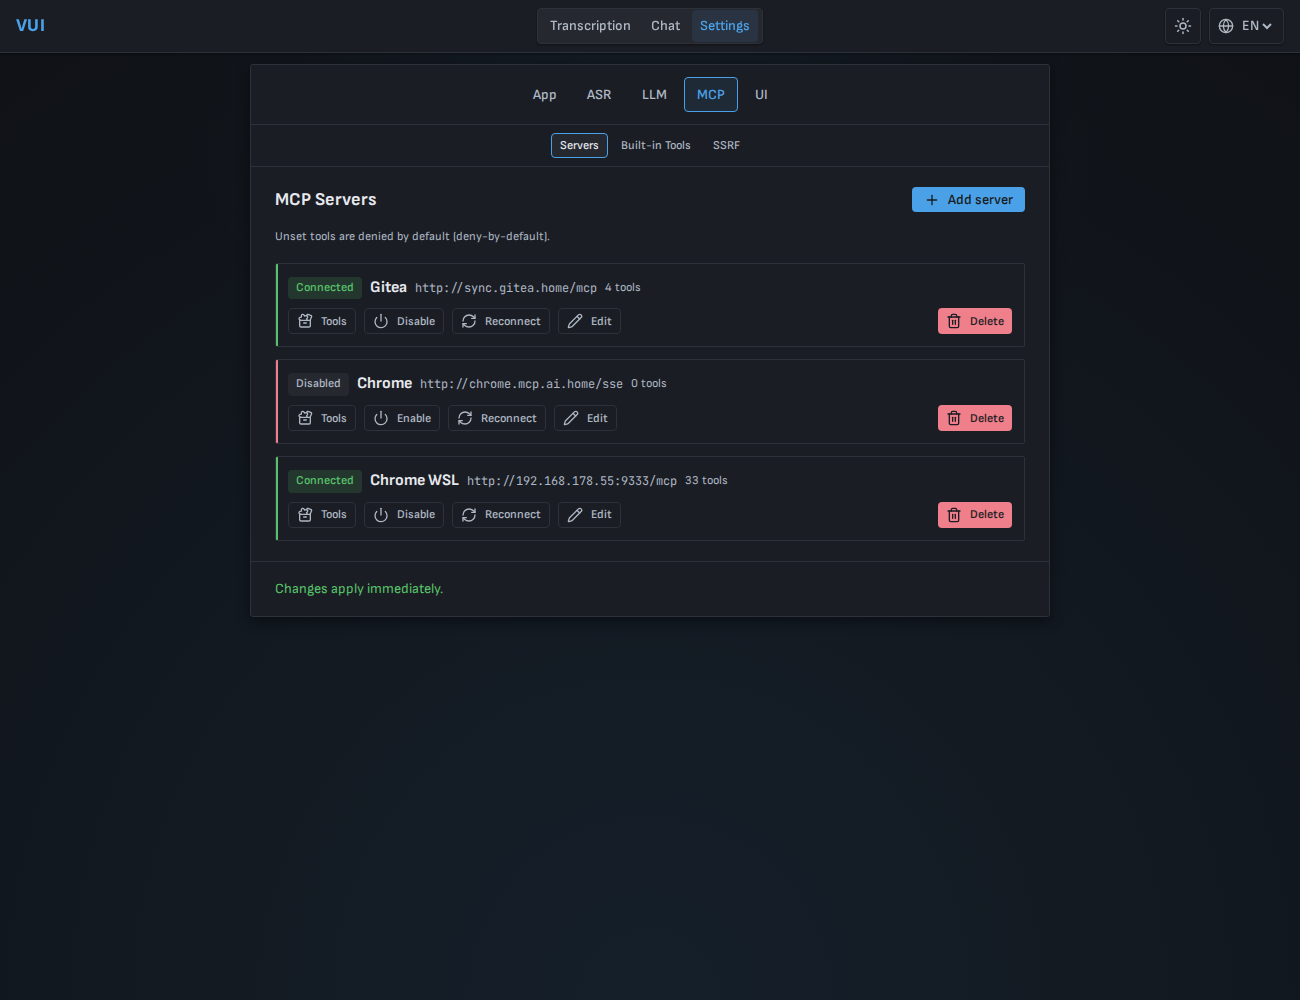 VUI
Transcription Chat Settings
EN
App ASR LLM MCP UI
Servers Built-in Tools SSRF
MCP Servers
Add server
Unset tools are denied by default (deny-by-default).
Connected Gitea http://sync.gitea.home/mcp 4 tools
Tools Disable Reconnect Edit Delete
Disabled Chrome http://chrome.mcp.ai.home/sse 0 tools
Tools Enable Reconnect Edit Delete
Connected Chrome WSL http://192.168.178.55:9333/mcp 33 tools
Tools Disable Reconnect Edit Delete
Changes apply immediately.